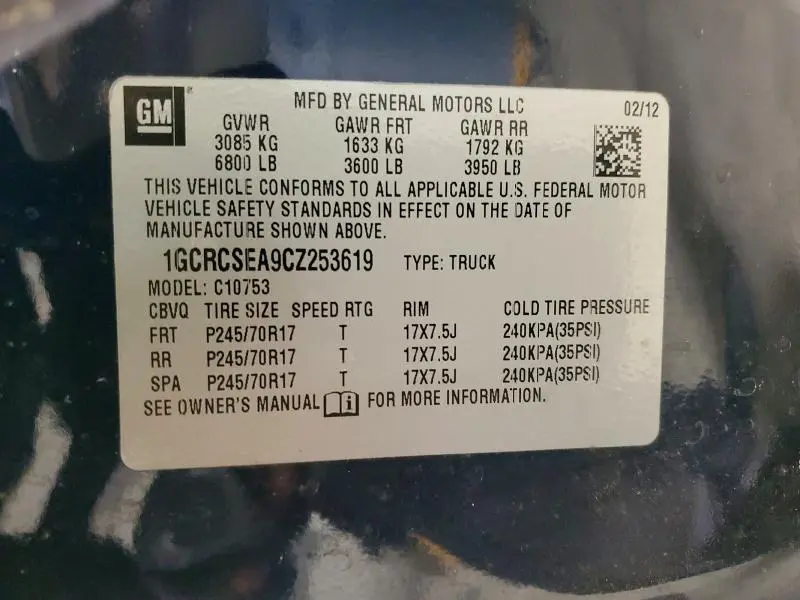 GM
MFD BY GENERAL MOTORS LLC 02/12
GVWR GAWR FRT GAWR RR
3085 KG 1633 KG 1792 KG
6800 LB 3600 LB 3950 LB
THIS VEHICLE CONFORMS TO ALL APPLICABLE U.S. FEDERAL MOTOR
VEHICLE SAFETY STANDARDS IN EFFECT ON THE DATE OF
MANUFACTURE SHOWN ABOVE.
1GCRCSEA9CZ253619 TYPE: TRUCK
MODEL: C10753
CBVQ TIRE SIZE SPEED RTG RIM COLD TIRE PRESSURE
FRT P245/70R17 T 17X7.5J 240KPA(35PSI)
RR P245/70R17 T 17X7.5J 240KPA(35PSI)
SPA P245/70R17 T 17X7.5J 240KPA(35PSI)
SEE OWNER'S MANUAL i FOR MORE INFORMATION.